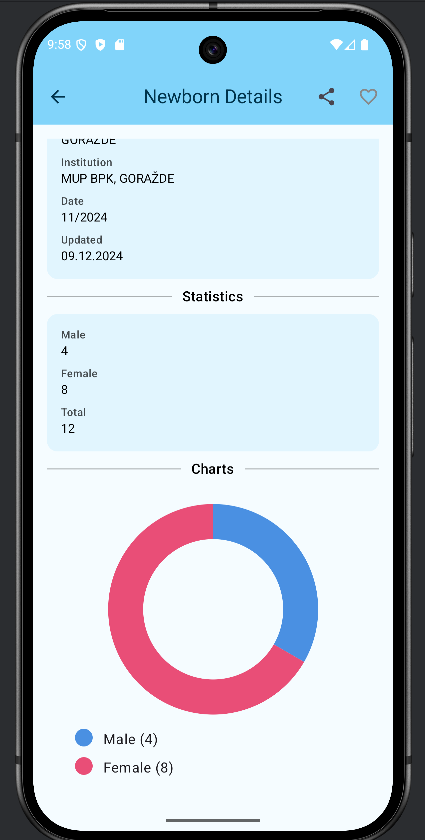 9:58
Newborn Details
GORAŽDE
Institution
MUP BPK, GORAŽDE
Date
11/2024
Updated
09.12.2024
Statistics
Male
4
Female
8
Total
12
Charts
Male (4)
Female (8)